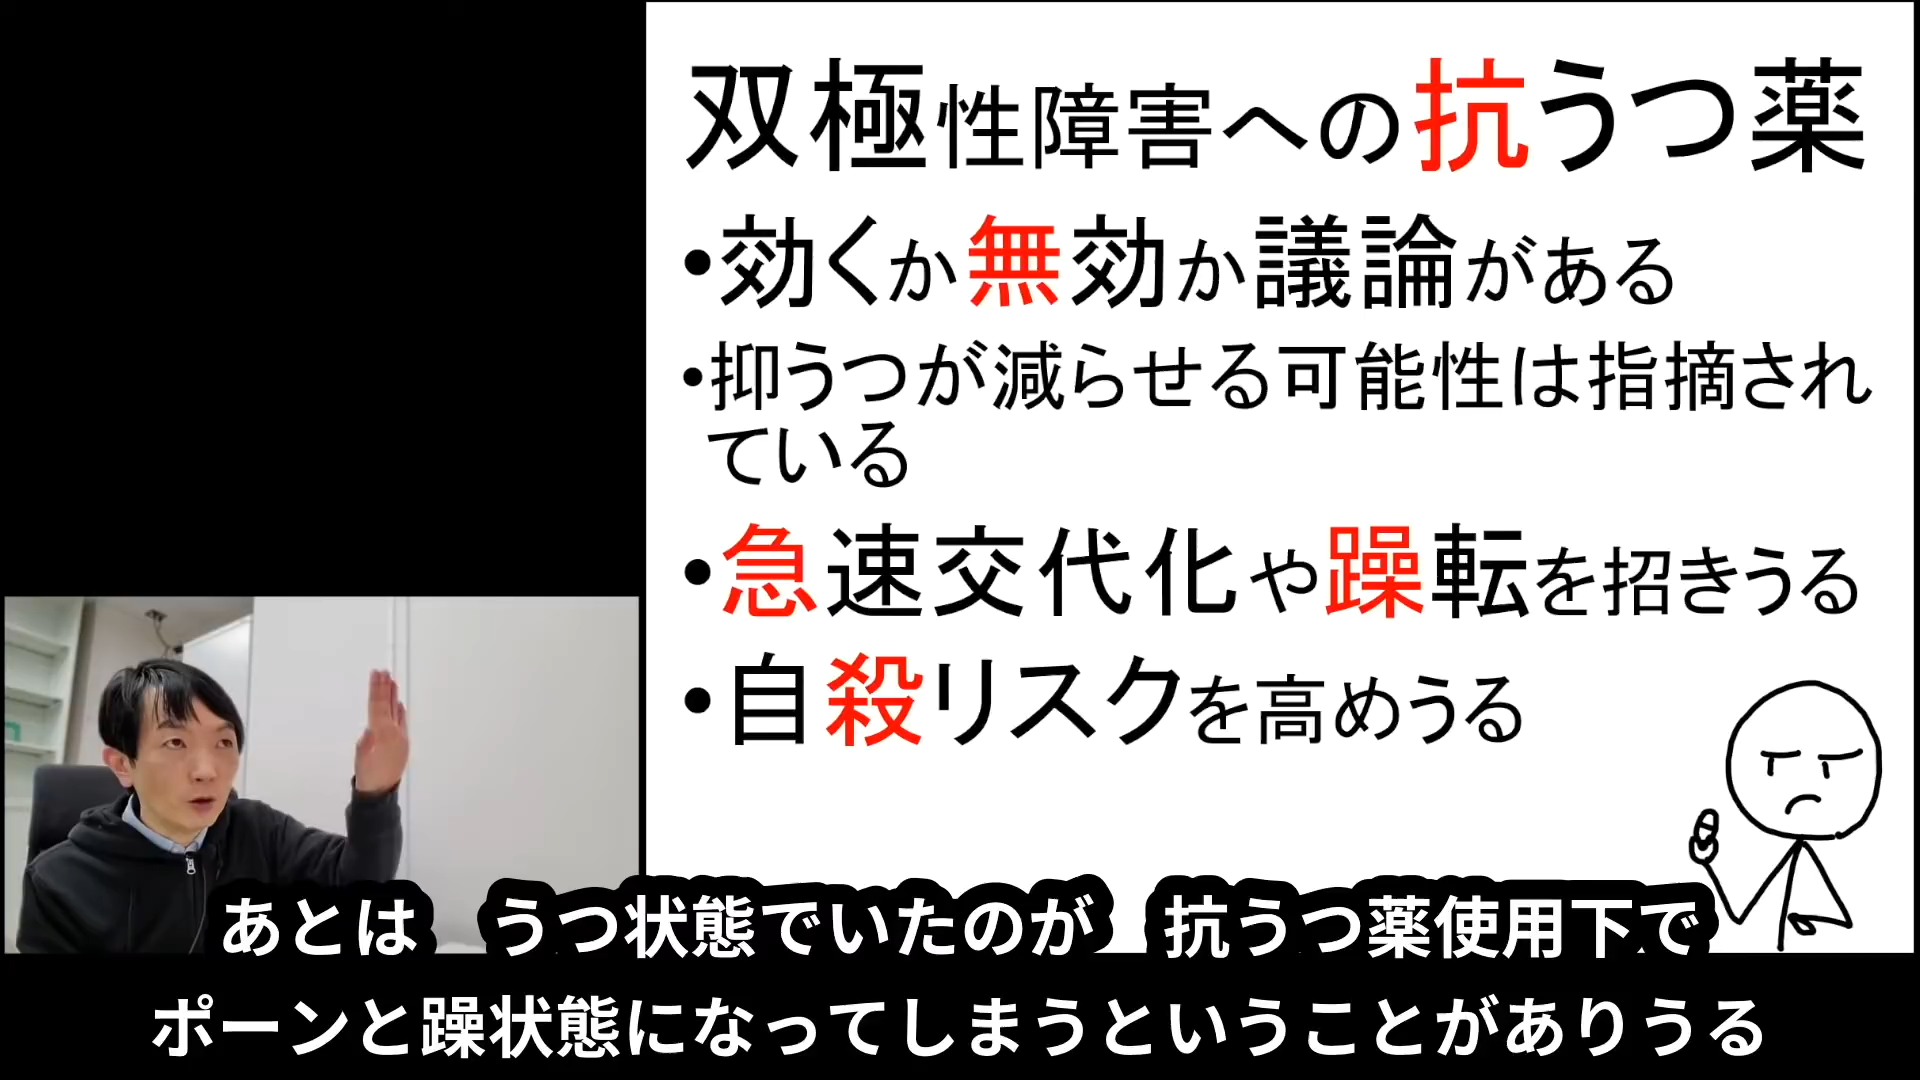 双極性障害への抗うつ薬
•効くか無効か議論がある
•抑うつが減らせる可能性は指摘され
ている
•急速交代化や躁転を招きうる
•自殺リスクを高めうる
あとは　うつ状態でいたのが　抗うつ薬使用下で
ポーンと躁状態になってしまうということがありうる